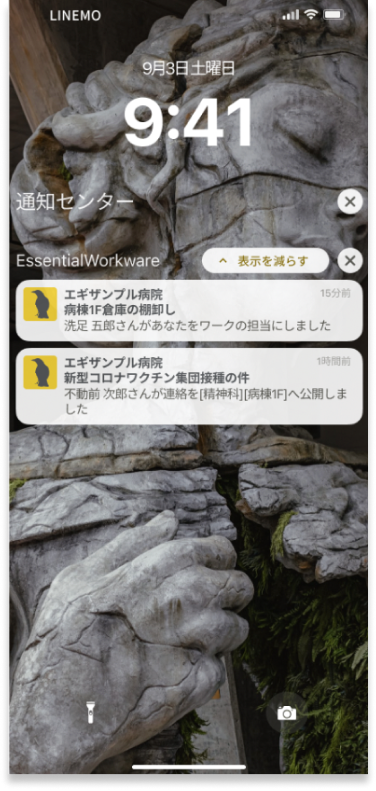 LINEMO
9月3日土曜日
9:41
通知センター
EssentialWorkware
表示を減らす
エギザンプル病院
15分前
病棟1F倉庫の棚卸し
洗足 五郎さんがあなたをワークの担当にしました
エギザンプル病院
1時間前
新型コロナワクチン集団接種の件
不動前 次郎さんが連絡を[精神科][病棟1F]へ公開しま
した